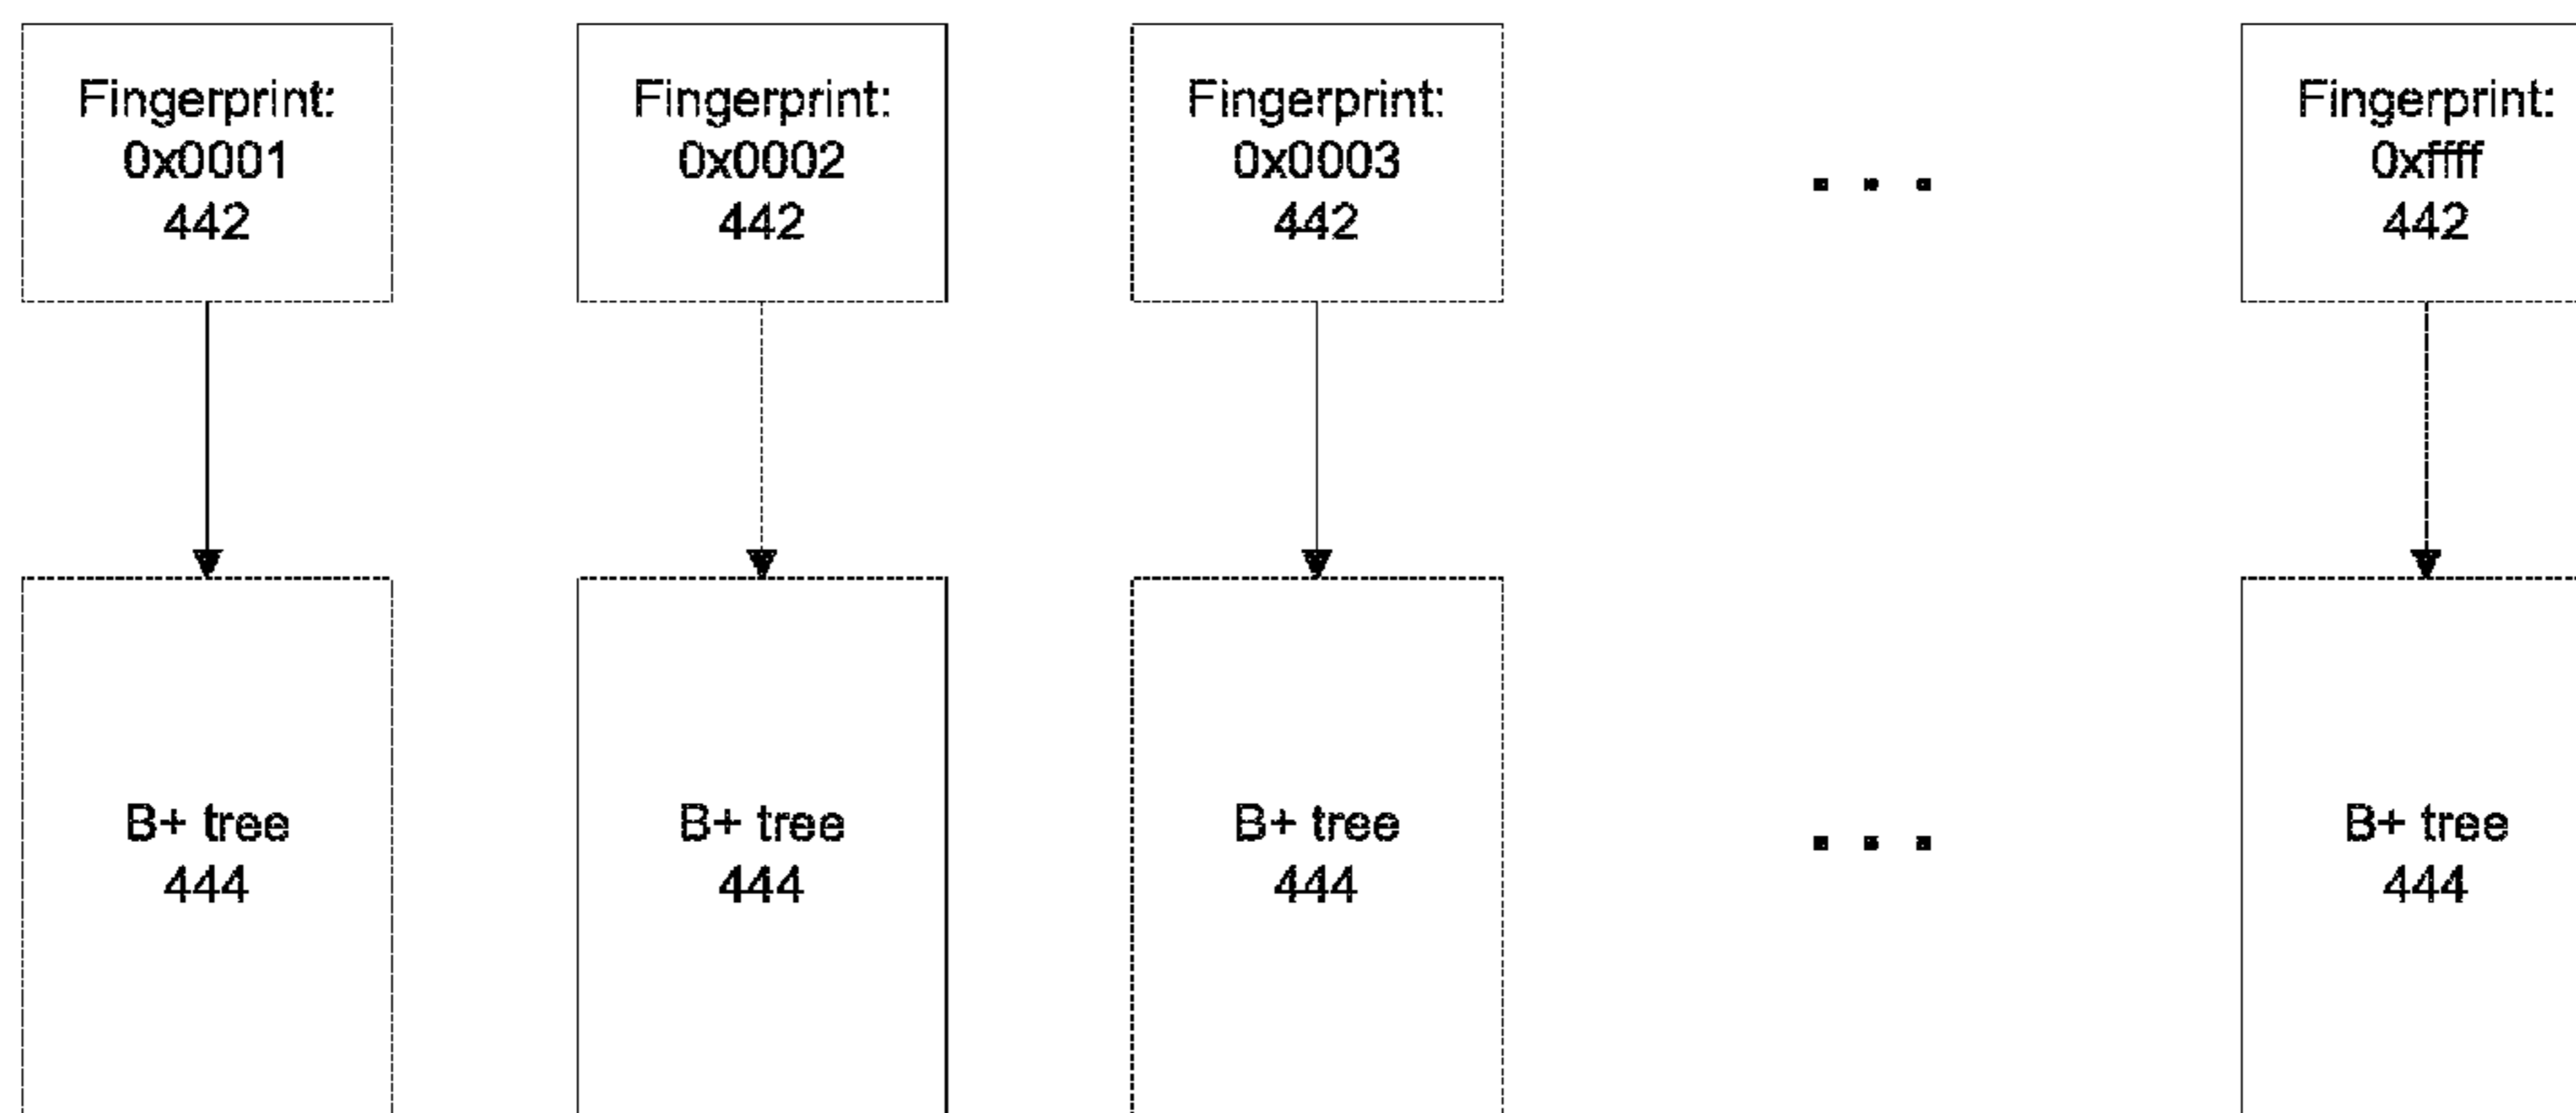 Fingerprint:
0x0001
442
Fingerprint:
0x0002
442
Fingerprint:
0x0003
442
. . .
Fingerprint:
0xffff
442
B+ tree
444
B+ tree
444
B+ tree
444
. . .
B+ tree
444